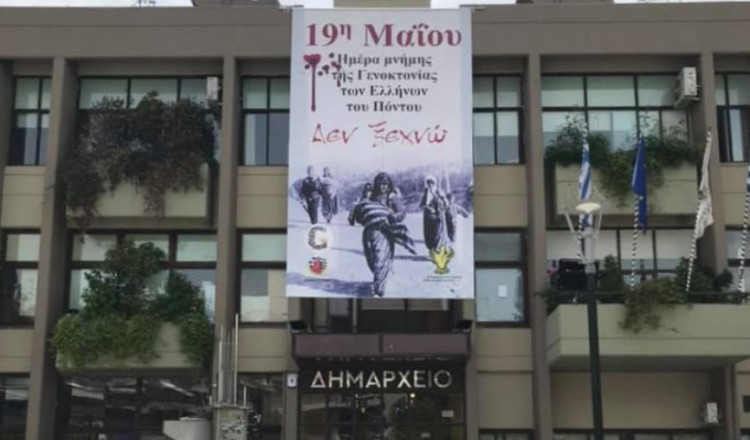 19η Μαΐου
Ημέρα μνήμης
της Γενοκτονίας
των Ελλήνων
του Πόντου
Δεν ξεχνώ
ΔΗΜΑΡΧΕΙΟ